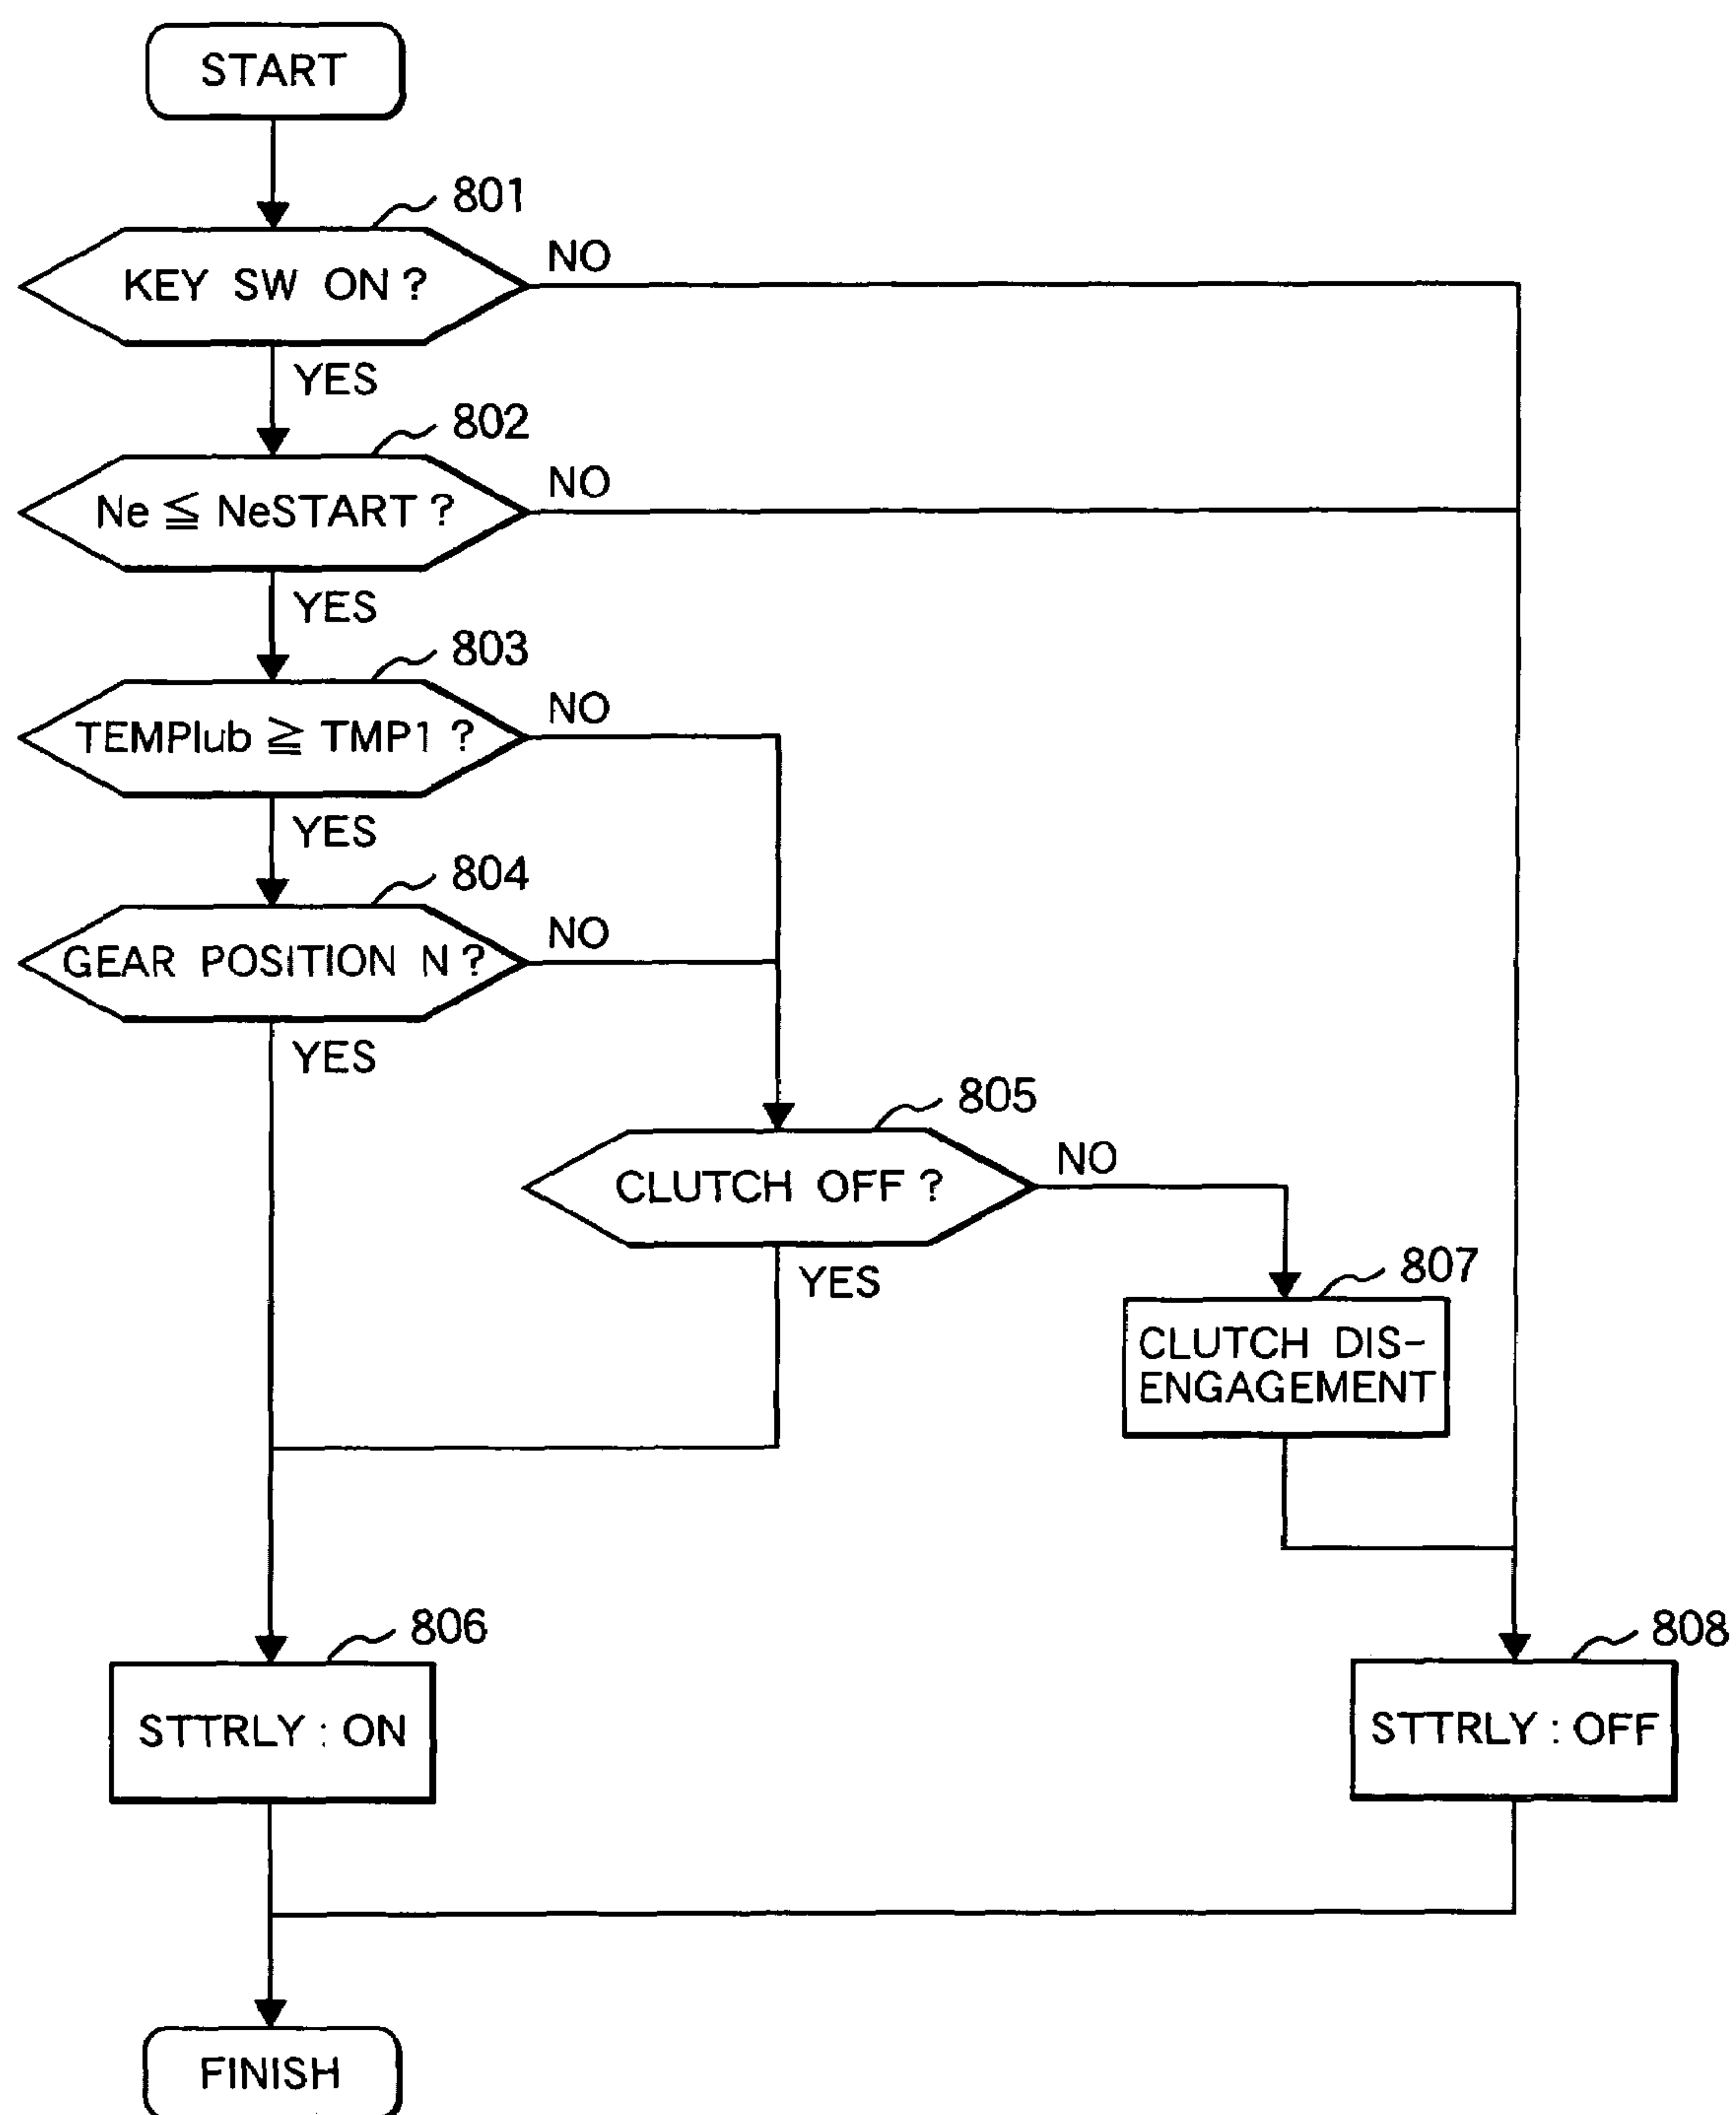 START
801
KEY SW ON ?
NO
YES
802
Ne ≦ NeSTART ?
NO
YES
803
TEMPlub ≧ TMP1 ?
NO
YES
804
GEAR POSITION N ?
NO
YES
805
CLUTCH OFF ?
NO
YES
807
CLUTCH DIS-
ENGAGEMENT
806
STTRLY : ON
808
STTRLY : OFF
FINISH